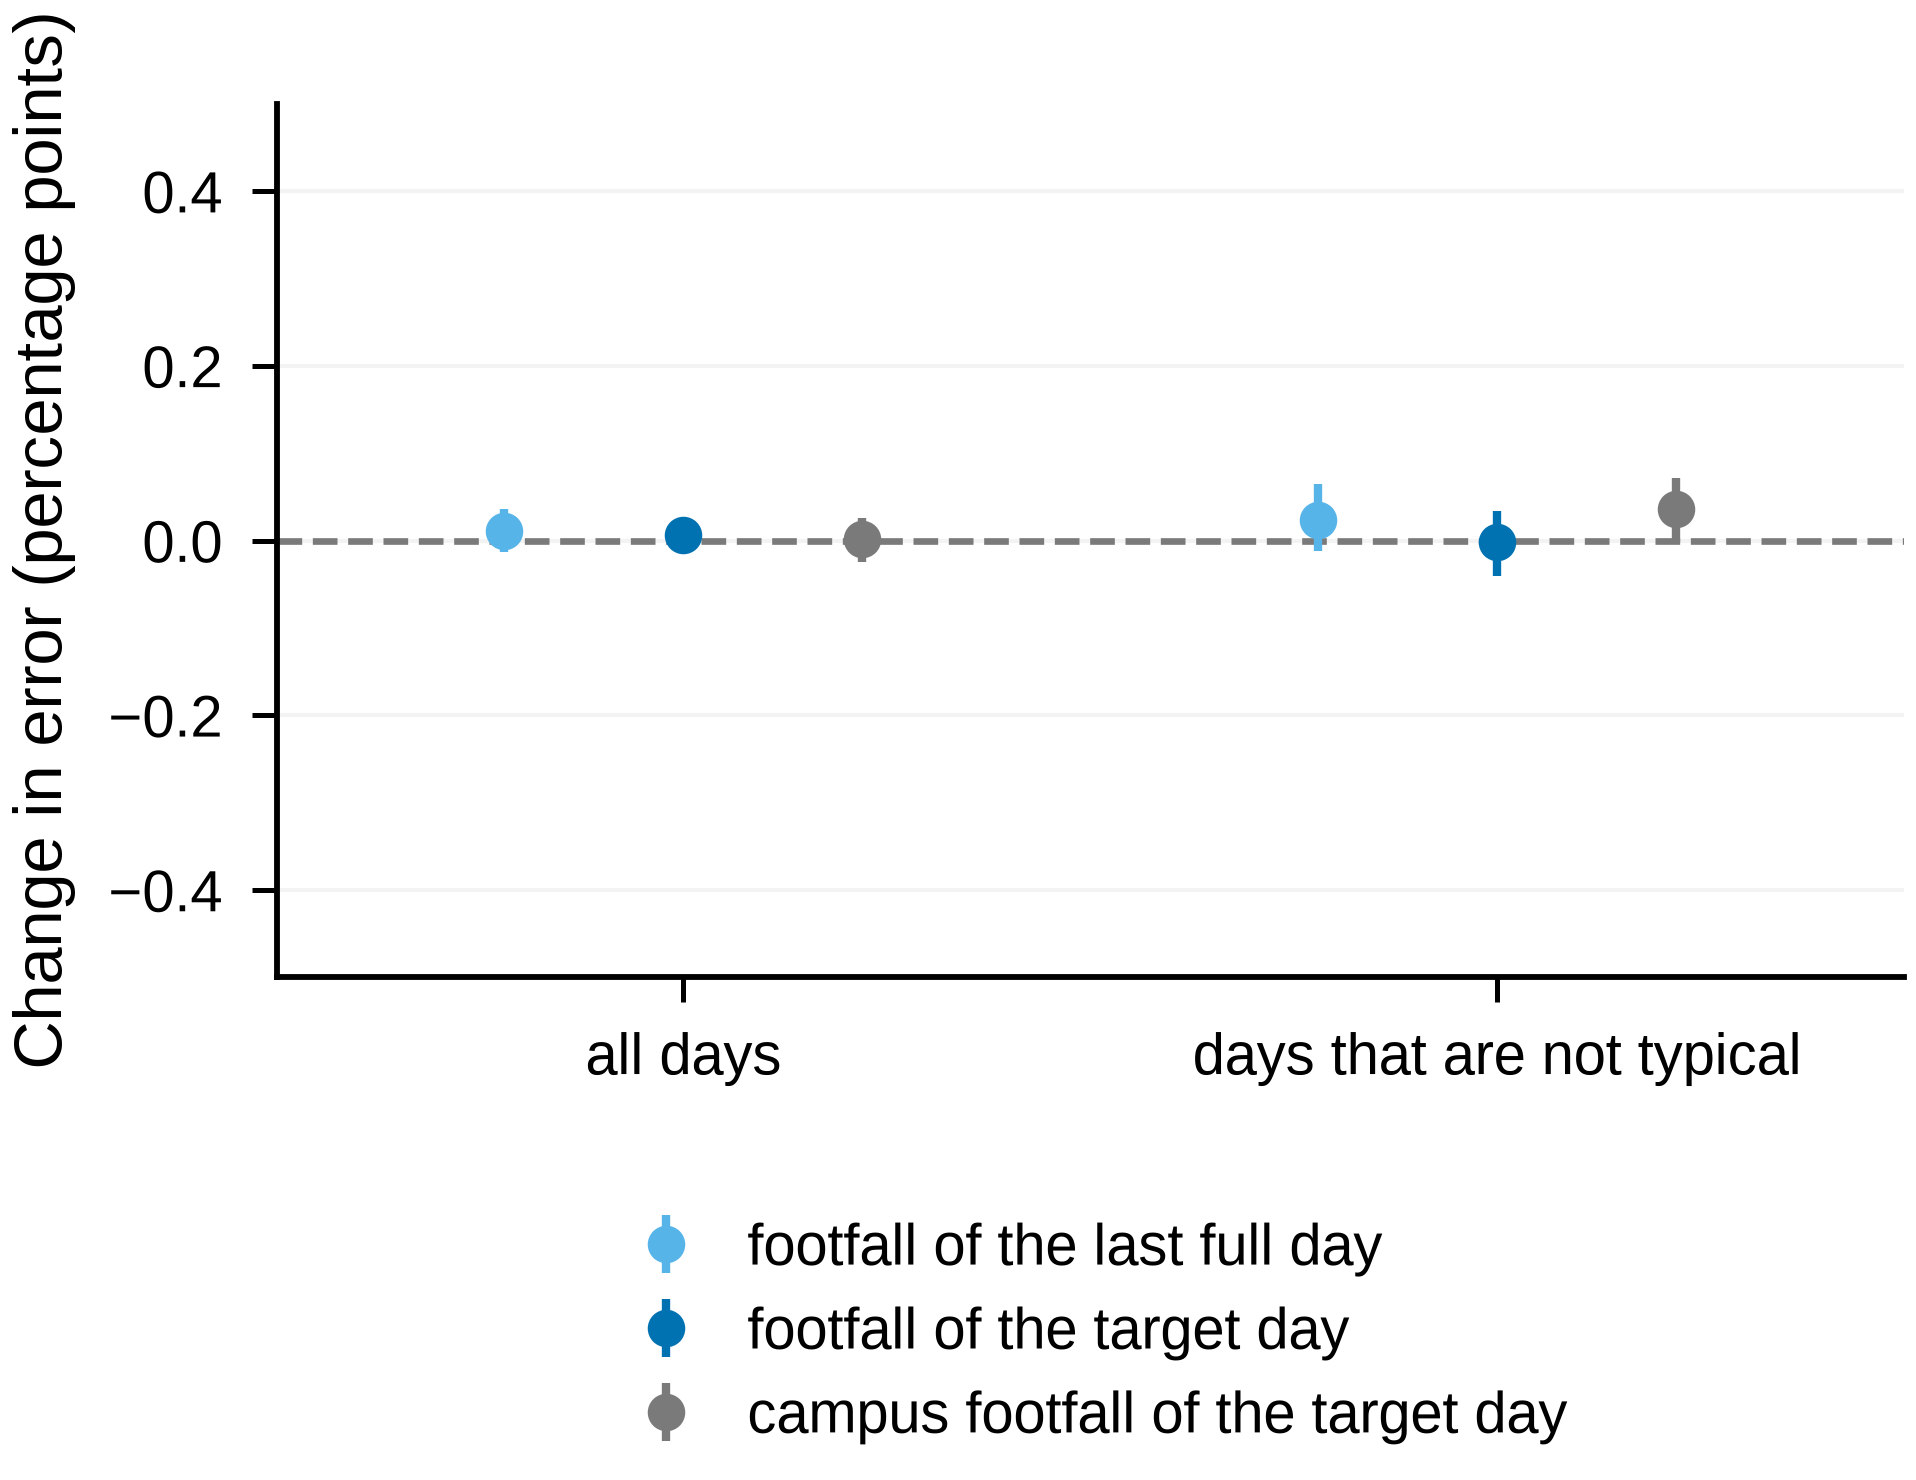 Change in error (percentage points)
0.4
0.2
0.0
−0.2
−0.4
all days
days that are not typical
footfall of the last full day
footfall of the target day
campus footfall of the target day